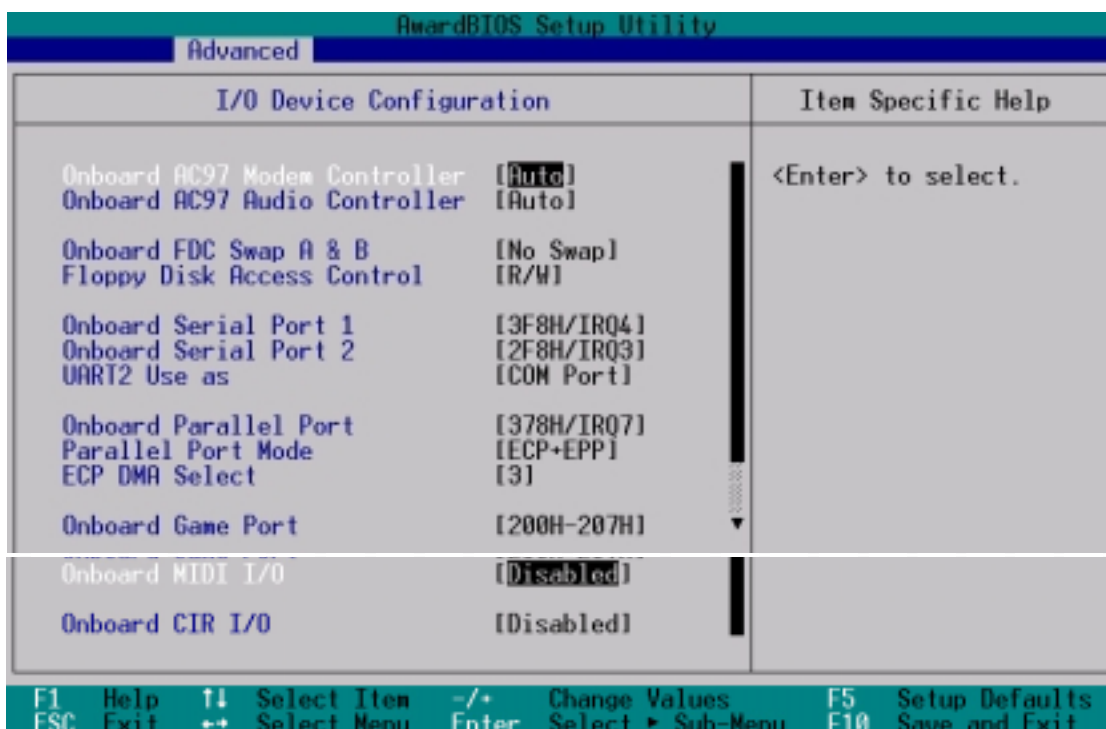 AwardBIOS Setup Utility
Advanced
I/O Device Configuration
Item Specific Help
Onboard AC97 Modem Controller [Auto]
<Enter> to select.
Onboard AC97 Audio Controller [Auto]
Onboard FDC Swap A & B [No Swap]
Floppy Disk Access Control [R/W]
Onboard Serial Port 1 [3F8H/IRQ4]
Onboard Serial Port 2 [2F8H/IRQ3]
UART2 Use as [COM Port]
Onboard Parallel Port [378H/IRQ7]
Parallel Port Mode [ECP+EPP]
ECP DMA Select [3]
Onboard Game Port [200H-207H]
Onboard MIDI I/O [Disabled]
Onboard CIR I/O [Disabled]
F1 Help ↑↓ Select Item -/+ Change Values F5 Setup Defaults
ESC Exit ←→ Select Menu Enter Select ► Sub-Menu F10 Save and Exit